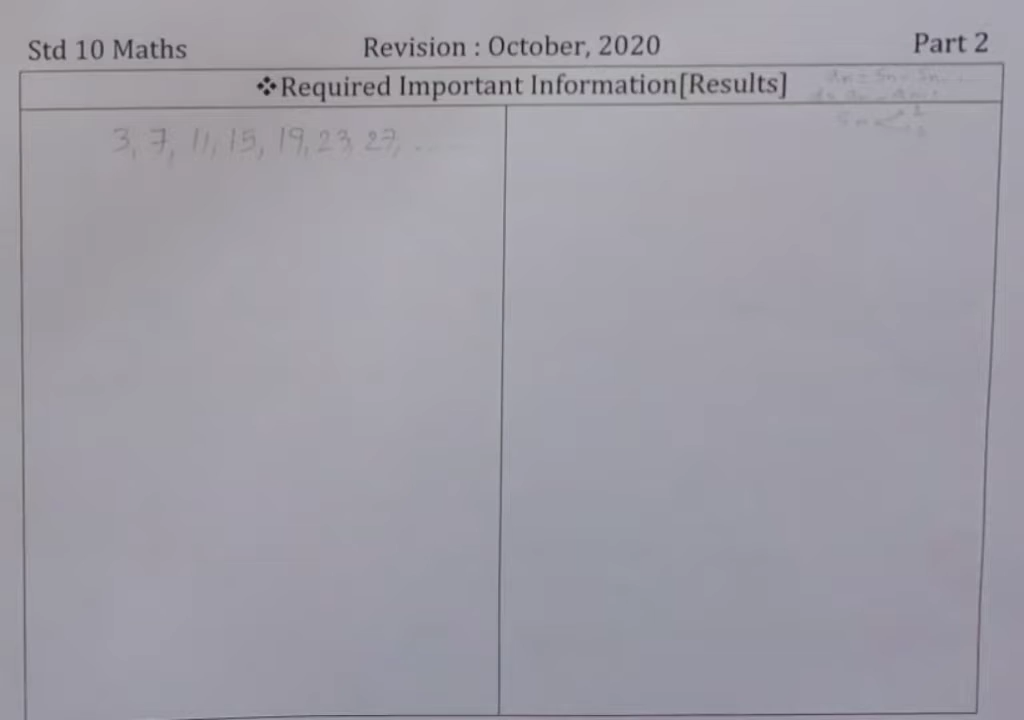 Std 10 Maths Revision : October, 2020 Part 2
❖Required Important Information[Results]
3, 7, 11, 15, 19, 23, 27, ...